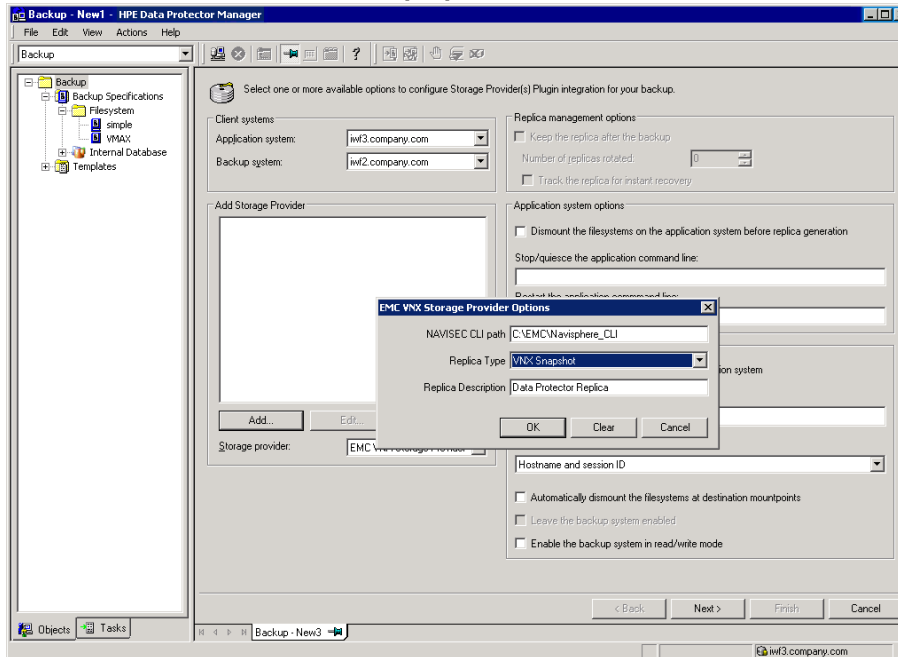 Backup - New1 - HPE Data Protector Manager
File Edit View Actions Help
Backup
Backup
Backup Specifications
Filesystem
simple
VMAX
Internal Database
Templates
Select one or more available options to configure Storage Provider(s) Plugin integration for your backup.
Client systems
Application system: iwf3.company.com
Backup system: iwf2.company.com
Replica management options
Keep the replica after the backup
Number of replicas rotated: 0
Track the replica for instant recovery
Add Storage Provider
Application system options
Dismount the filesystems on the application system before replica generation
Stop/quiesce the application command line:
EMC VNX Storage Provider Options
NAVISEC CLI path C:\EMC\Navisphere_CLI
Replica Type VNX Snapshot
Replica Description Data Protector Replica
OK Clear Cancel
ion system
Add... Edit...
Storage provider: EMC
Hostname and session ID
Automatically dismount the filesystems at destination mountpoints
Leave the backup system enabled
Enable the backup system in read/write mode
< Back Next > Finish Cancel
Objects Tasks
Backup - New3
iwf3.company.com